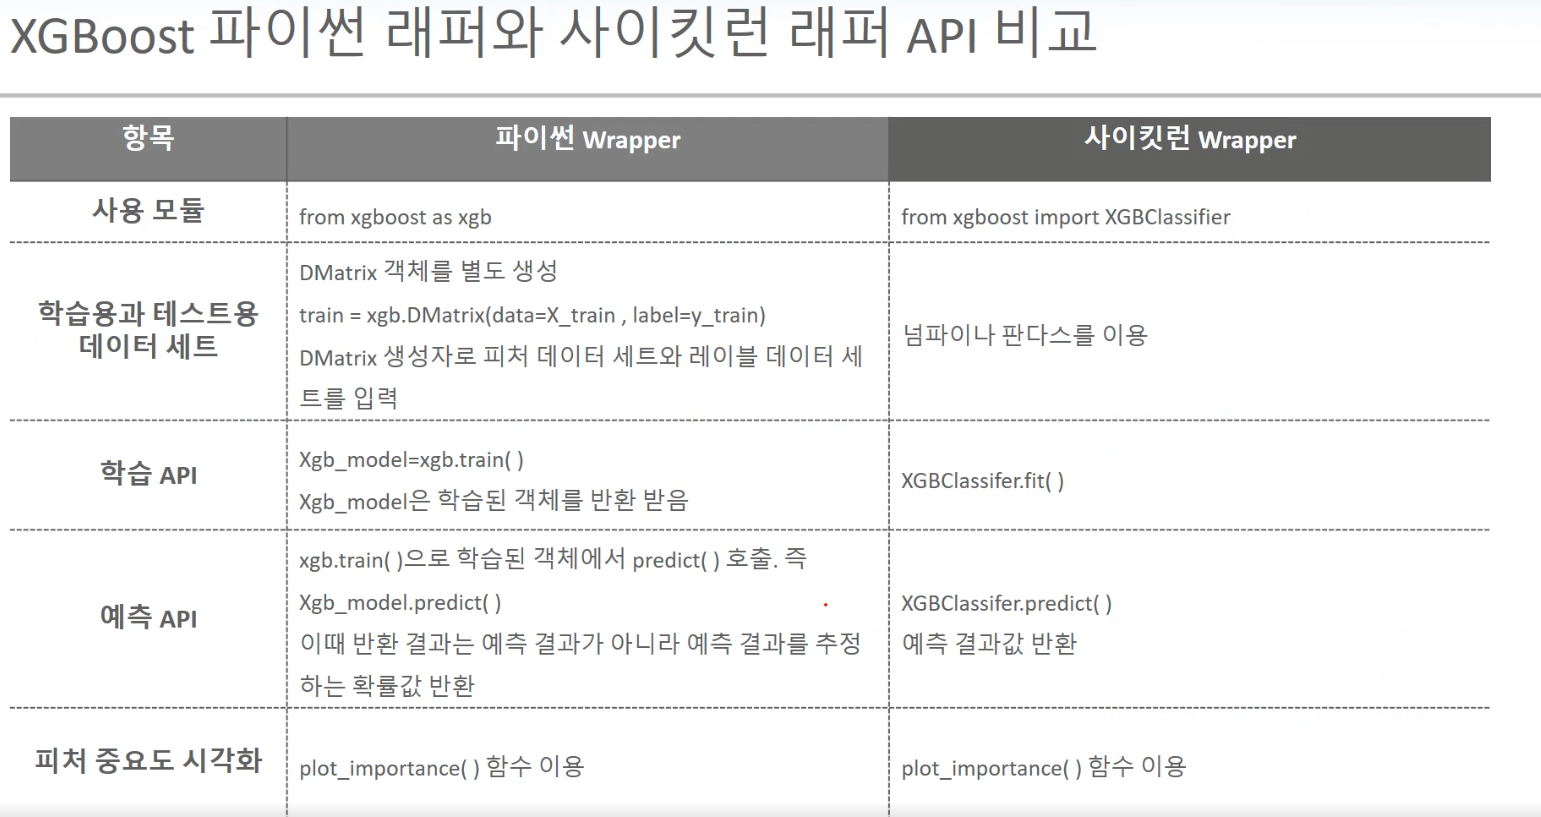 XGBoost 파이썬 래퍼와 사이킷런 래퍼 API 비교
항목
파이썬 Wrapper
사이킷런 Wrapper
사용 모듈
from xgboost as xgb
from xgboost import XGBClassifier
학습용과 테스트용
데이터 세트
DMatrix 객체를 별도 생성
train = xgb.DMatrix(data=X_train , label=y_train)
DMatrix 생성자로 피처 데이터 세트와 레이블 데이터 세
트를 입력
넘파이나 판다스를 이용
학습 API
Xgb_model=xgb.train( )
Xgb_model은 학습된 객체를 반환 받음
XGBClassifer.fit( )
예측 API
xgb.train( )으로 학습된 객체에서 predict( ) 호출. 즉
Xgb_model.predict( )
이때 반환 결과는 예측 결과가 아니라 예측 결과를 추정
하는 확률값 반환
XGBClassifer.predict( )
예측 결과값 반환
피처 중요도 시각화
plot_importance( ) 함수 이용
plot_importance( ) 함수 이용